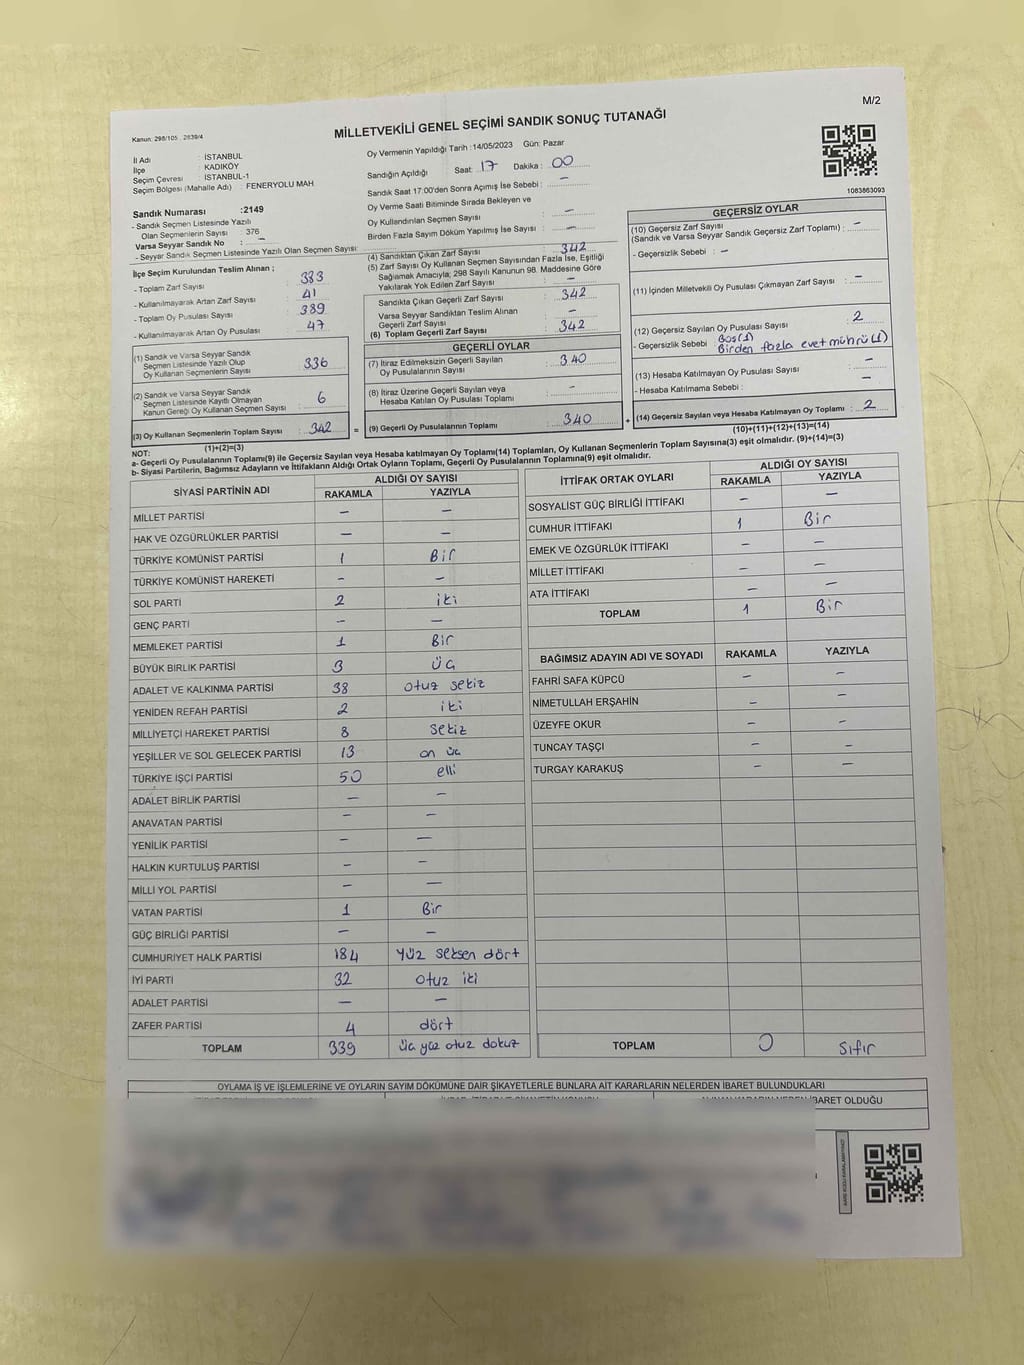 M/2
Kanun: 298/105 , 2839/4
MİLLETVEKİLİ GENEL SEÇİMİ SANDIK SONUÇ TUTANAĞI
İl Adı : İSTANBUL
İlçe : KADIKÖY
Seçim Çevresi : İSTANBUL-1
Seçim Bölgesi (Mahalle Adı) : FENERYOLU MAH
Sandık Numarası :2149
- Sandık Seçmen Listesinde Yazılı
Olan Seçmenlerin Sayısı : 376
Varsa Seyyar Sandık No : –
- Seyyar Sandık Seçmen Listesinde Yazılı Olan Seçmen Sayısı:
İlçe Seçim Kurulundan Teslim Alınan ;
- Toplam Zarf Sayısı 383
- Kullanılmayarak Artan Zarf Sayısı 41
- Toplam Oy Pusulası Sayısı 389
- Kullanılmayarak Artan Oy Pusulası 47
(1) Sandık ve Varsa Seyyar Sandık
Seçmen Listesinde Yazılı Olup
Oy Kullanan Seçmenlerin Sayısı 336
(2) Sandık ve Varsa Seyyar Sandık
Seçmen Listesinde Kayıtlı Olmayan
Kanun Gereği Oy Kullanan Seçmen Sayısı 6
(3) Oy Kullanan Seçmenlerin Toplam Sayısı : 342
(1)+(2)=(3)
Oy Vermenin Yapıldığı Tarih :14/05/2023 Gün: Pazar
Sandığın Açıldığı Saat: 17 Dakika : 00
Sandık Saat 17:00'den Sonra Açımış İse Sebebi : –
Oy Verme Saati Bitiminde Sırada Bekleyen ve
Oy Kullandırılan Seçmen Sayısı : –
Birden Fazla Sayım Döküm Yapılmış İse Sayısı : –
(4) Sandıktan Çıkan Zarf Sayısı : 342
(5) Zarf Sayısı Oy Kullanan Seçmen Sayısından Fazla İse, Eşitliği
Sağlamak Amacıyla; 298 Sayılı Kanunun 98. Maddesine Göre
Yakılarak Yok Edilen Zarf Sayısı : –
Sandıkta Çıkan Geçerli Zarf Sayısı : 342
Varsa Seyyar Sandıktan Teslim Alınan
Geçerli Zarf Sayısı : –
(6) Toplam Geçerli Zarf Sayısı : 342
GEÇERLİ OYLAR
(7) İtiraz Edilmeksizin Geçerli Sayılan
Oy Pusulalarının Sayısı : 340
(8) İtiraz Üzerine Geçerli Sayılan veya
Hesaba Katılan Oy Pusulası Toplamı : –
= (9) Geçerli Oy Pusulalarının Toplamı : 340 +
1083863093
GEÇERSİZ OYLAR
(10) Geçersiz Zarf Sayısı
(Sandık ve Varsa Seyyar Sandık Geçersiz Zarf Toplamı) : –
- Geçersizlik Sebebi : –
(11) İçinden Milletvekili Oy Pusulası Çıkmayan Zarf Sayısı : –
(12) Geçersiz Sayılan Oy Pusulası Sayısı : 2
- Geçersizlik Sebebi : Boş(1)
Birden fazla evet mührü(1)
(13) Hesaba Katılmayan Oy Pusulası Sayısı : –
- Hesaba Katılmama Sebebi : –
(14) Geçersiz Sayılan veya Hesaba Katılmayan Oy Toplamı : 2
(10)+(11)+(12)+(13)=(14)
NOT:
a- Geçerli Oy Pusulalarının Toplamı(9) ile Geçersiz Sayılan veya Hesaba katılmayan Oy Toplamı(14) Toplamları, Oy Kullanan Seçmenlerin Toplam Sayısına(3) eşit olmalıdır. (9)+(14)=(3)
b- Siyasi Partilerin, Bağımsız Adayların ve İttifakların Aldığı Ortak Oyların Toplamı, Geçerli Oy Pusulalarının Toplamına(9) eşit olmalıdır.
SİYASİ PARTİNİN ADI ALDIĞI OY SAYISI
RAKAMLA YAZIYLA
MİLLET PARTİSİ – –
HAK VE ÖZGÜRLÜKLER PARTİSİ – –
TÜRKİYE KOMÜNİST PARTİSİ 1 Bir
TÜRKİYE KOMÜNİST HAREKETİ – –
SOL PARTİ 2 iki
GENÇ PARTİ – –
MEMLEKET PARTİSİ 1 Bir
BÜYÜK BİRLİK PARTİSİ 3 üç
ADALET VE KALKINMA PARTİSİ 38 otuz sekiz
YENİDEN REFAH PARTİSİ 2 iki
MİLLİYETÇİ HAREKET PARTİSİ 8 sekiz
YEŞİLLER VE SOL GELECEK PARTİSİ 13 on üç
TÜRKİYE İŞÇİ PARTİSİ 50 elli
ADALET BİRLİK PARTİSİ – –
ANAVATAN PARTİSİ – –
YENİLİK PARTİSİ – –
HALKIN KURTULUŞ PARTİSİ – –
MİLLİ YOL PARTİSİ – –
VATAN PARTİSİ 1 Bir
GÜÇ BİRLİĞİ PARTİSİ – –
CUMHURİYET HALK PARTİSİ 184 yüz seksen dört
İYİ PARTİ 32 otuz iki
ADALET PARTİSİ – –
ZAFER PARTİSİ 4 dört
TOPLAM 339 üç yüz otuz dokuz
İTTİFAK ORTAK OYLARI ALDIĞI OY SAYISI
RAKAMLA YAZIYLA
SOSYALİST GÜÇ BİRLİĞİ İTTİFAKI – –
CUMHUR İTTİFAKI 1 Bir
EMEK VE ÖZGÜRLÜK İTTİFAKI – –
MİLLET İTTİFAKI – –
ATA İTTİFAKI – –
TOPLAM 1 Bir
BAĞIMSIZ ADAYIN ADI VE SOYADI RAKAMLA YAZIYLA
FAHRİ SAFA KÜPCÜ – –
NİMETULLAH ERŞAHİN – –
ÜZEYFE OKUR – –
TUNCAY TAŞÇI – –
TURGAY KARAKUŞ – –
TOPLAM 0 sıfır
OYLAMA İŞ VE İŞLEMLERİNE VE OYLARIN SAYIM DÖKÜMÜNE DAİR ŞİKAYETLERLE BUNLARA AİT KARARLARIN NELERDEN İBARET BULUNDUKLARI
İBARET OLDUĞU